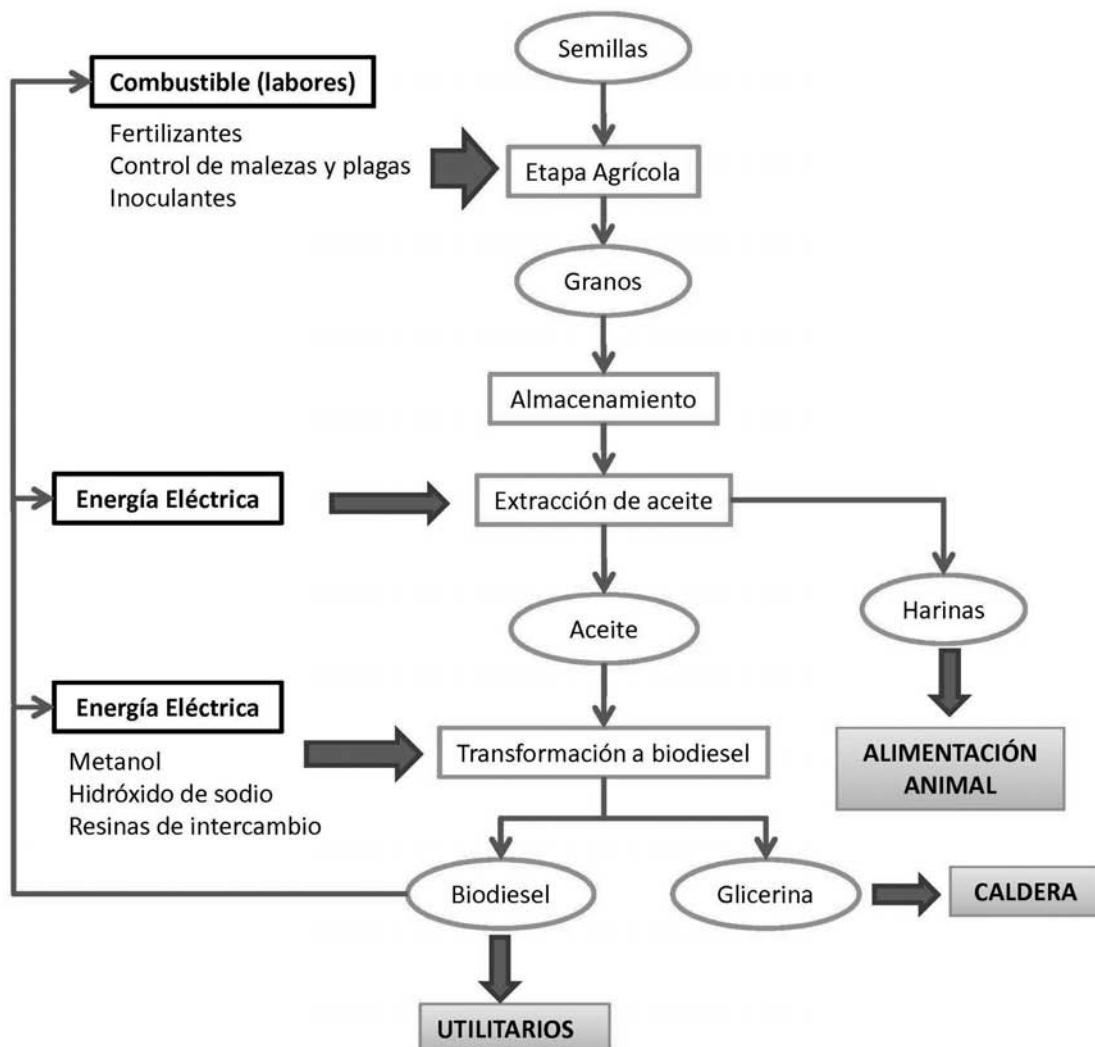 Semillas
Combustible (labores)
Fertilizantes
Control de malezas y plagas
Inoculantes
Etapa Agrícola
Granos
Almacenamiento
Energía Eléctrica
Extracción de aceite
Aceite
Harinas
Energía Eléctrica
Metanol
Hidróxido de sodio
Resinas de intercambio
Transformación a biodiesel
ALIMENTACIÓN
ANIMAL
Biodiesel
Glicerina
CALDERA
UTILITARIOS